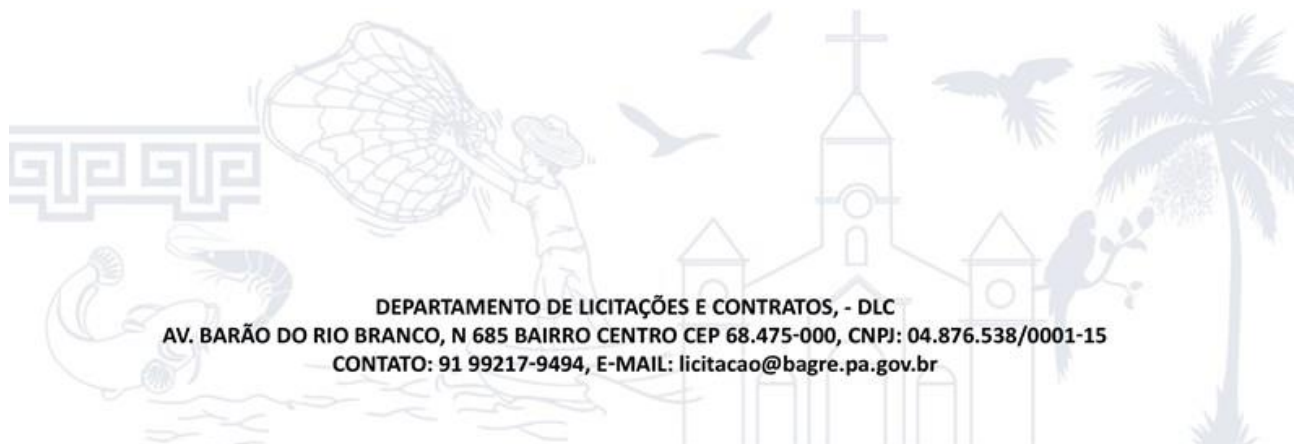 DEPARTAMENTO DE LICITAÇÕES E CONTRATOS, - DLC
AV. BARÃO DO RIO BRANCO, N 685 BAIRRO CENTRO CEP 68.475-000, CNPJ: 04.876.538/0001-15
CONTATO: 91 99217-9494, E-MAIL: licitacao@bagre.pa.gov.br